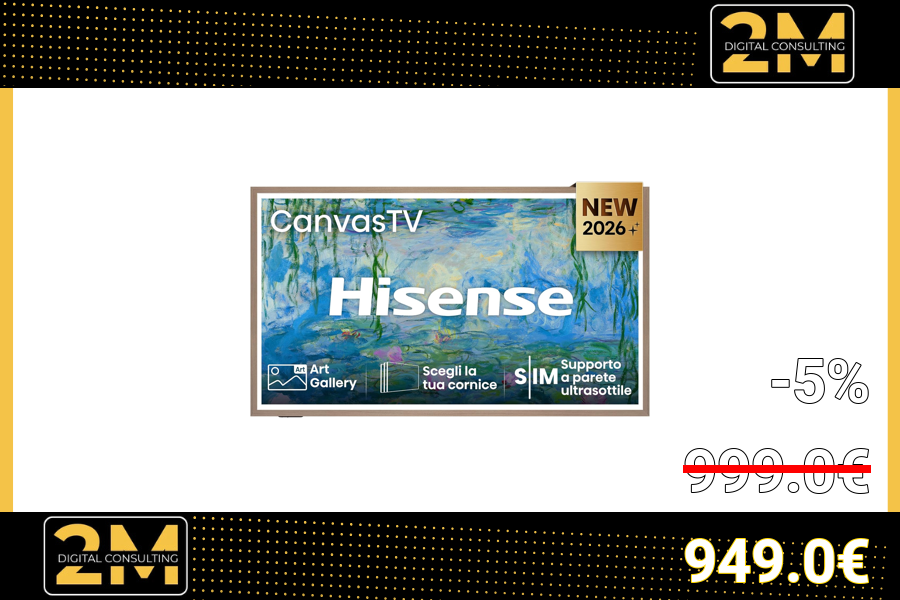 2M
DIGITAL CONSULTING
CanvasTV
NEW
2026
Hisense
Art
Art
Gallery
Scegli la
tua cornice
SLIM
Supporto
a parete
ultrasottile
-5%
999.0€
2M
DIGITAL CONSULTING
949.0€